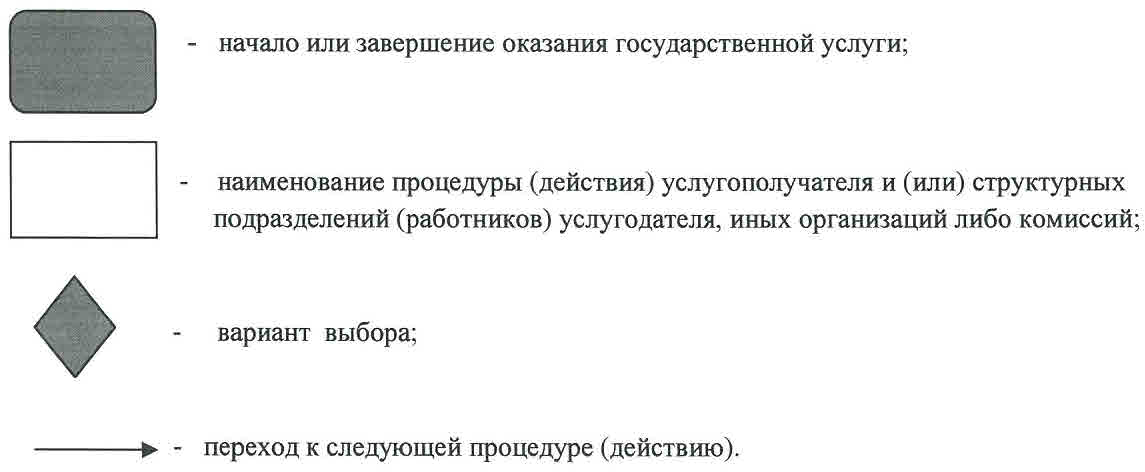 - начало или завершение оказания государственной услуги;
- наименование процедуры (действия) услугополучателя и (или) структурных
подразделений (работников) услугодателя, иных организаций либо комиссий;
- вариант выбора;
- переход к следующей процедуре (действию).